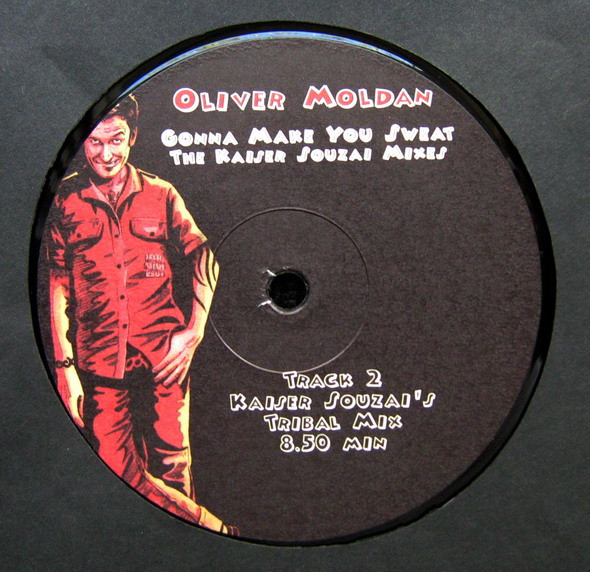 Oliver Moldan
Gonna Make You Sweat
The Kaiser Souzai Mixes
Track 2
Kaiser Souzai's
Tribal Mix
8.50 min